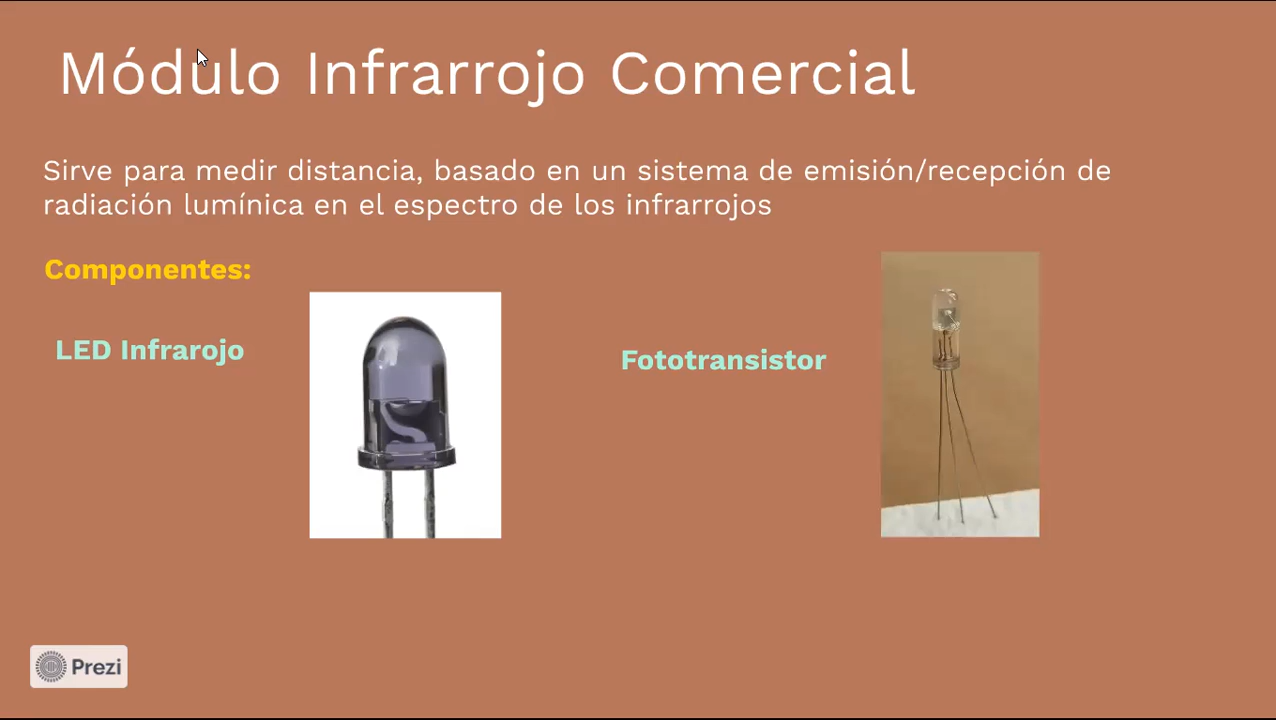 Módulo Infrarrojo Comercial
Sirve para medir distancia, basado en un sistema de emisión/recepción de
radiación lumínica en el espectro de los infrarrojos
Componentes:
LED Infrarojo
Fototransistor
Prezi